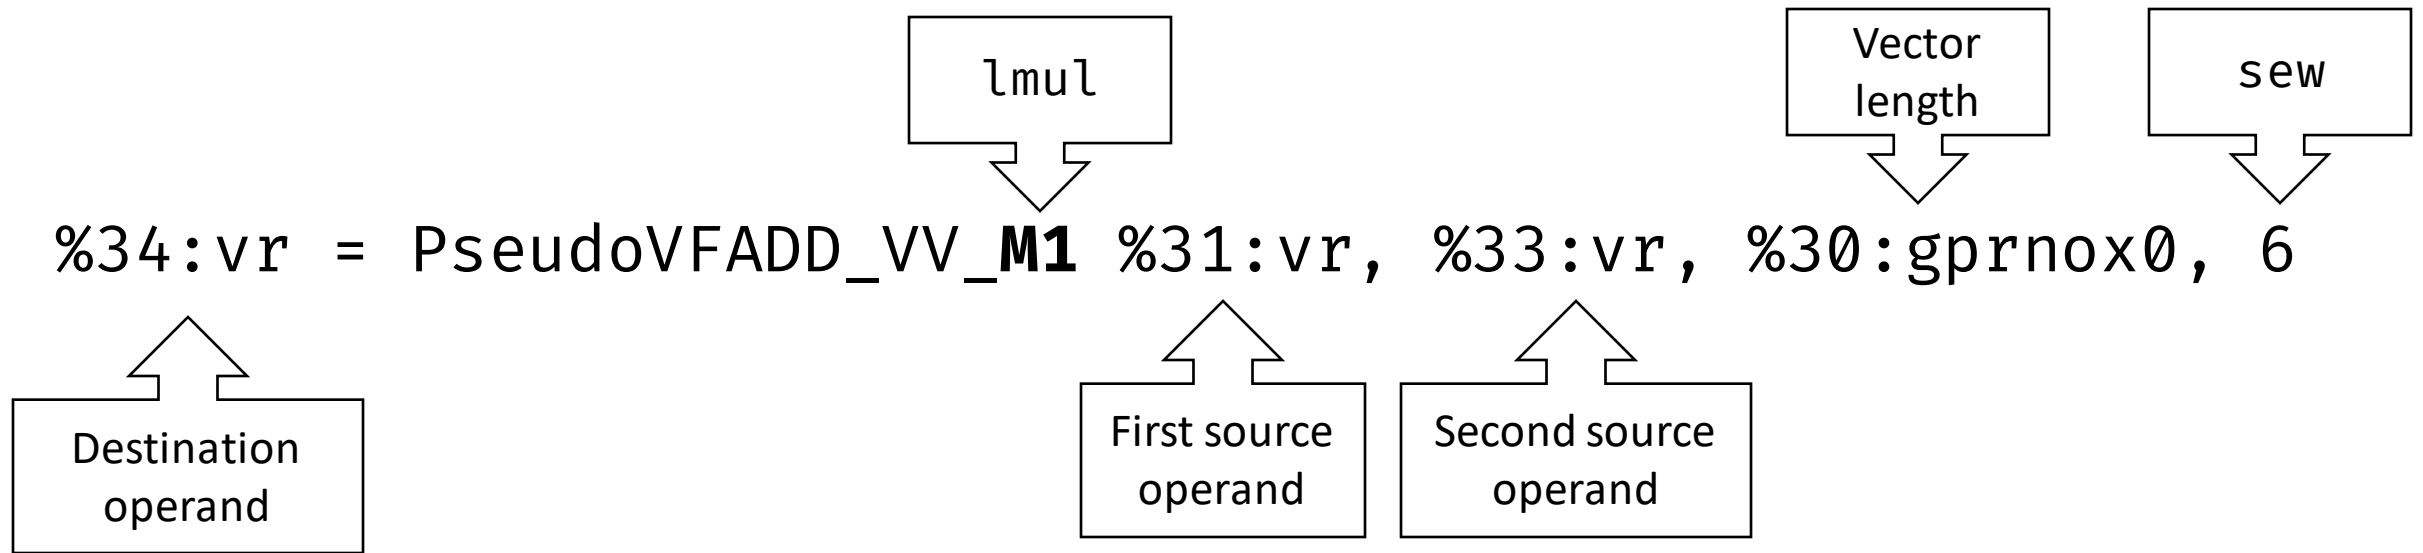 lmul
Vector
length
sew
%34:vr = PseudoVFADD_VV_M1 %31:vr, %33:vr, %30:gprnox0, 6
Destination
operand
First source
operand
Second source
operand